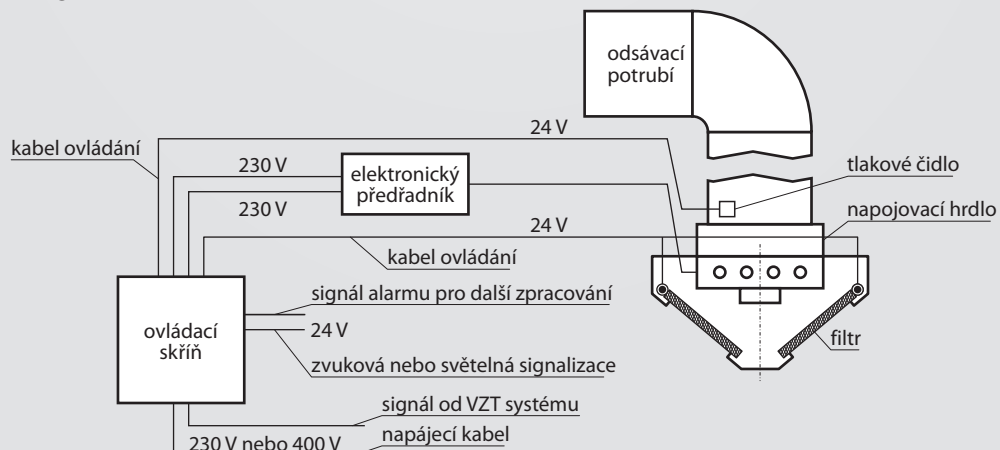 odsávací
potrubí
24 V
kabel ovládání
230 V
elektronický
předřadník
tlakové čidlo
230 V
napojovací hrdlo
24 V
kabel ovládání
signál alarmu pro další zpracování
24 V
ovládací
skříň
filtr
zvuková nebo světelná signalizace
signál od VZT systému
napájecí kabel
230 V nebo 400 V